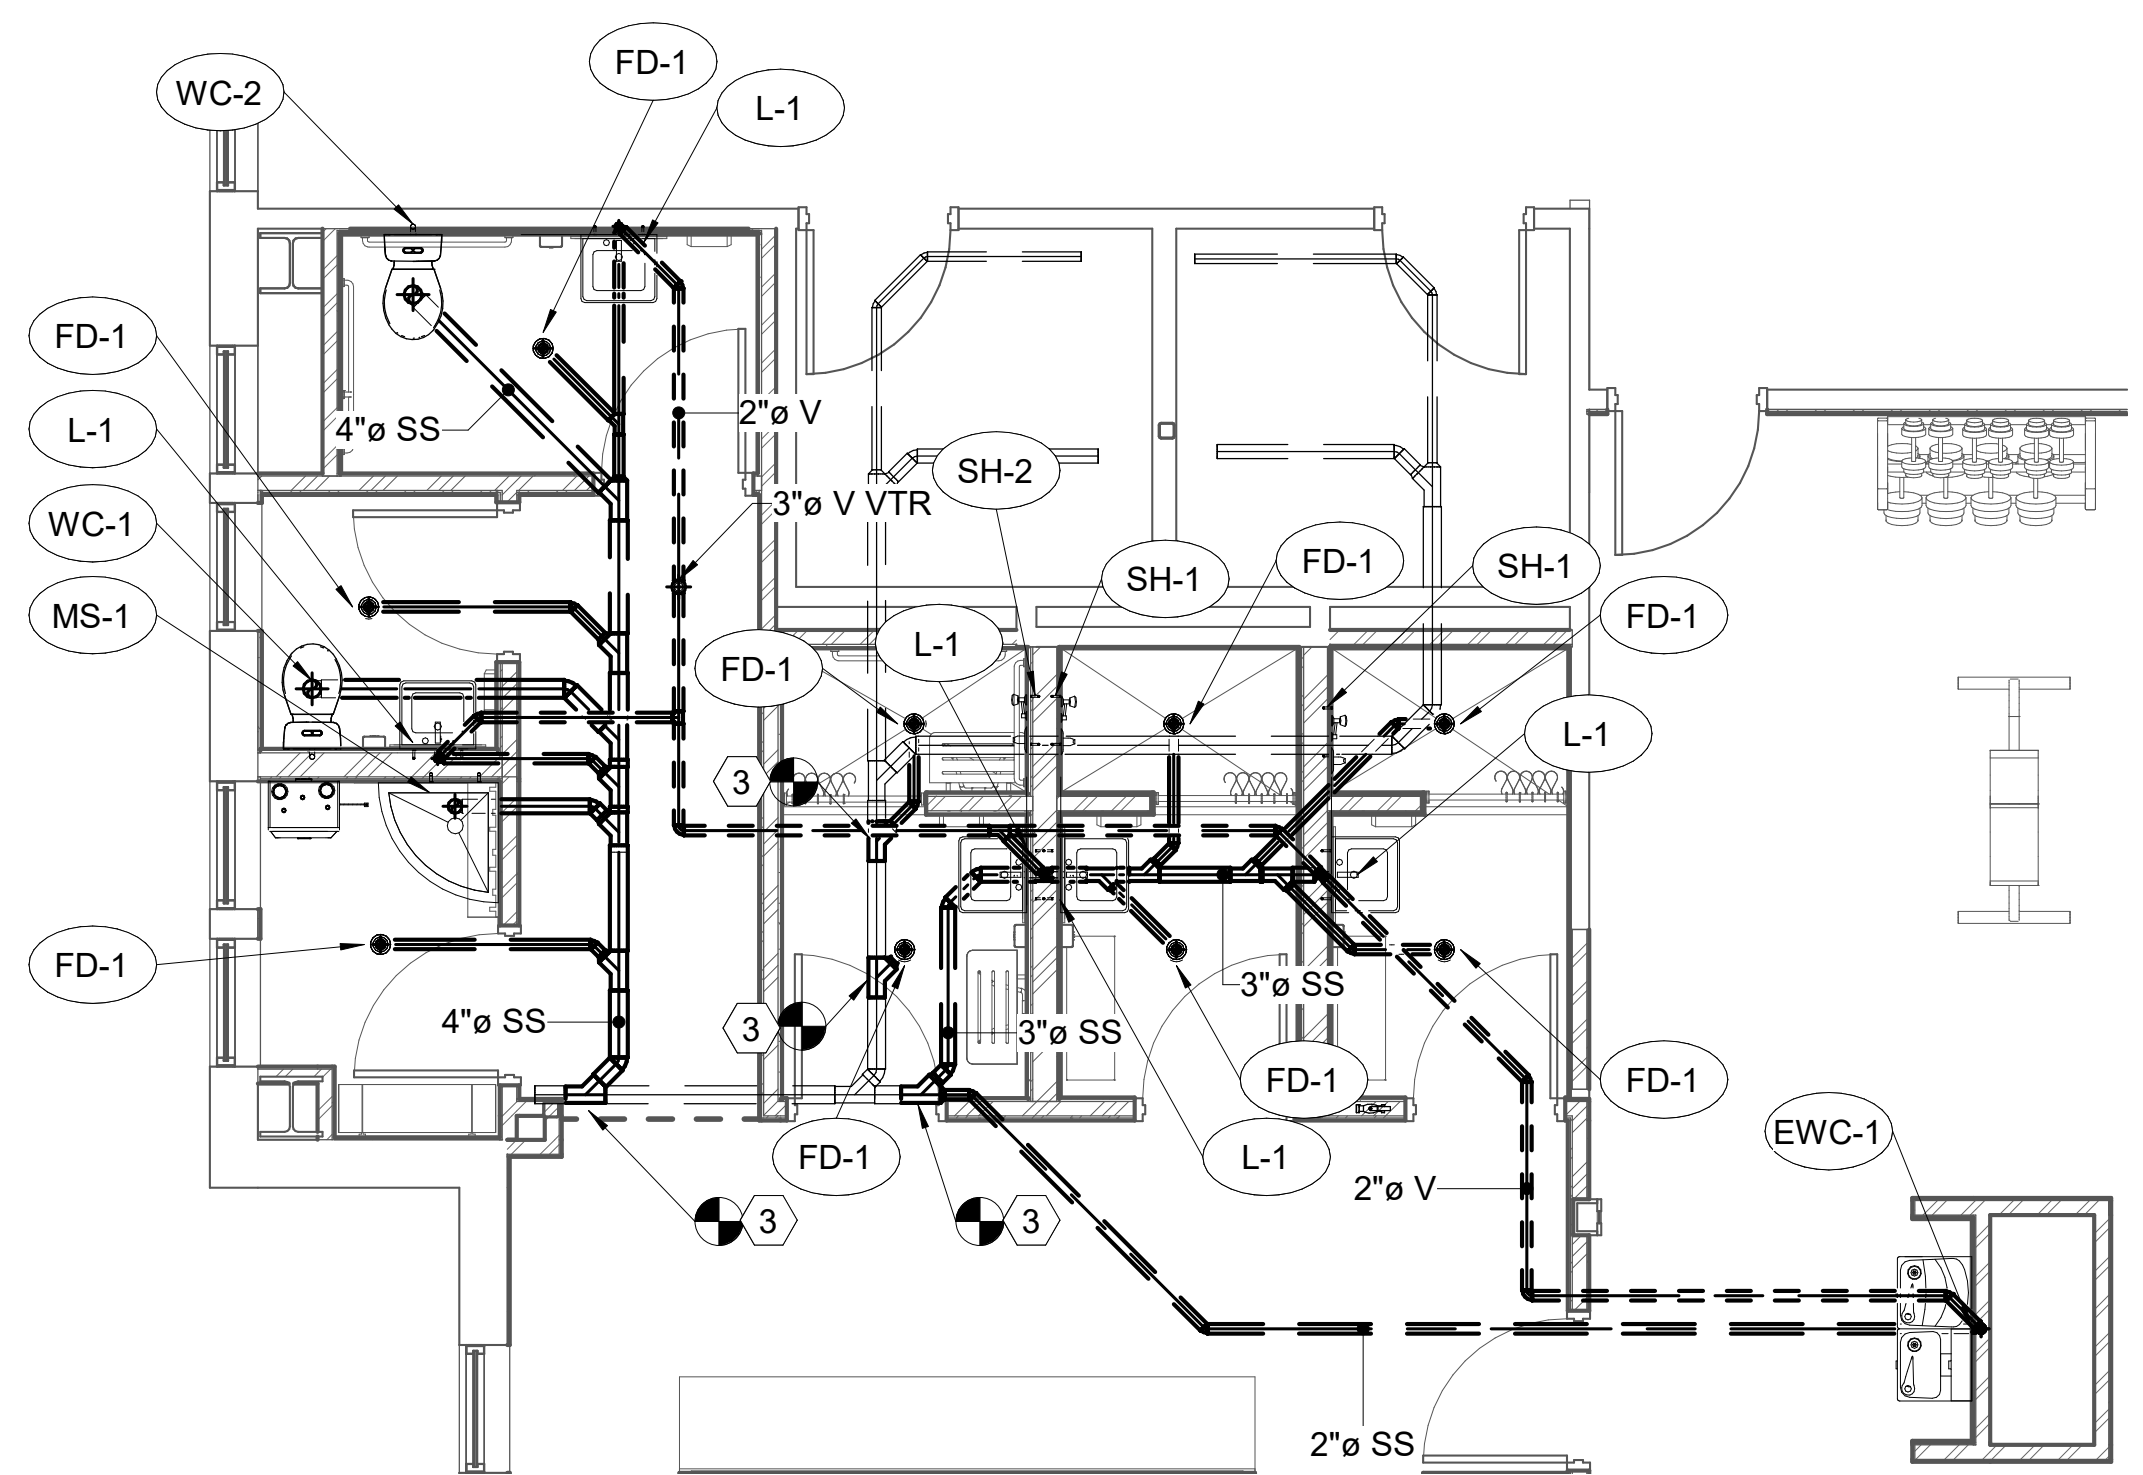 FD-1
WC-2
L-1
FD-1
L-1
4"ø SS
2"ø V
SH-2
3"ø V VTR
WC-1
SH-1
FD-1
SH-1
MS-1
FD-1
L-1
FD-1
L-1
3
FD-1
3"ø SS
4"ø SS
3
3"ø SS
FD-1
FD-1
EWC-1
FD-1
L-1
2"ø V
3
3
2"ø SS